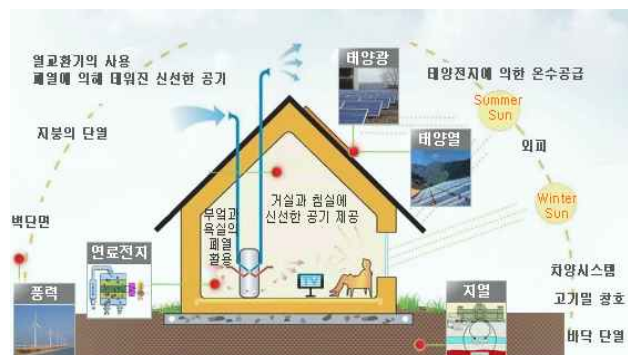 열교환기의 사용
폐열에 의해 데워진 신선한 공기
지붕의 단열
태양광
태양전지에 의한 온수공급
Summer
Sun
태양열
외피
Winter
Sun
거실과 침실에
신선한 공기 제공
부엌과
욕실의
폐열
활용
벽단면
연료전지
풍력
지열
차양시스템
고기밀 창호
바닥 단열